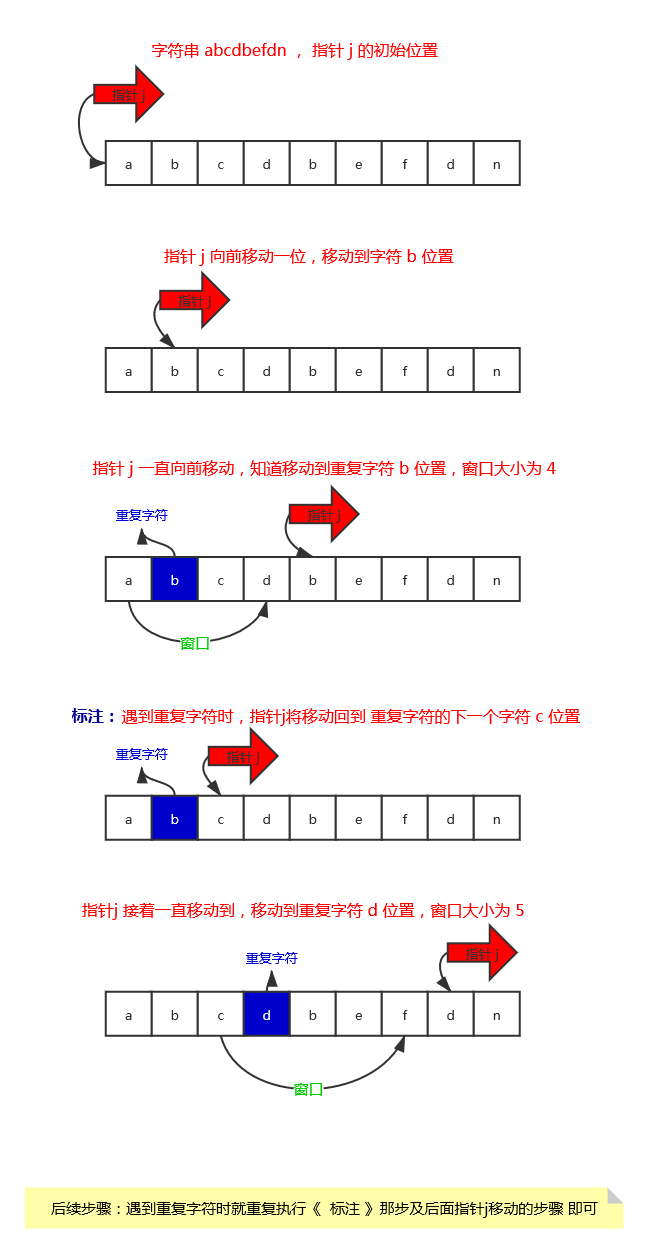 字符串 abcdbefdn ， 指针 j 的初始位置
指针 j
a b c d b e f d n
指针 j 向前移动一位，移动到字符 b 位置
指针 j
a b c d b e f d n
指针 j 一直向前移动，知道移动到重复字符 b 位置，窗口大小为 4
重复字符
指针 j
a b c d b e f d n
窗口
标注：遇到重复字符时，指针j将移动回到 重复字符的下一个字符 c 位置
重复字符
指针 j
a b c d b e f d n
指针j 接着一直移动到，移动到重复字符 d 位置，窗口大小为 5
重复字符
指针 j
a b c d b e f d n
窗口
后续步骤：遇到重复字符时就重复执行《 标注 》那步及后面指针j移动的步骤 即可